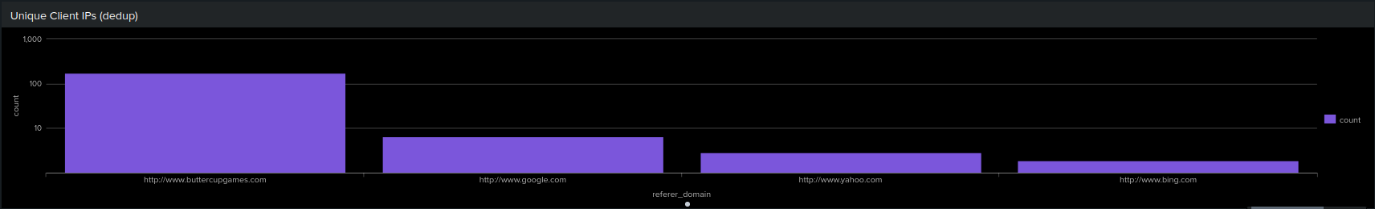 Unique Client IPs (dedup)
1,000
100
10
count
http://www.buttercupgames.com
http://www.google.com
http://www.yahoo.com
http://www.bing.com
referer_domain
count